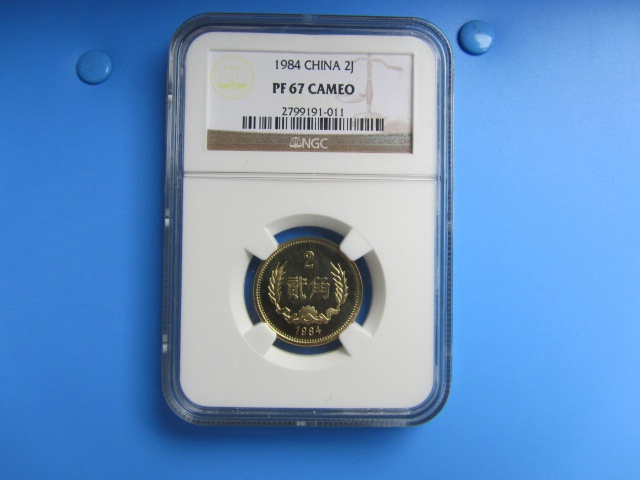 1984 CHINA 2J
PF 67 CAMEO
2799191-011
NGC
2
贰角
1984